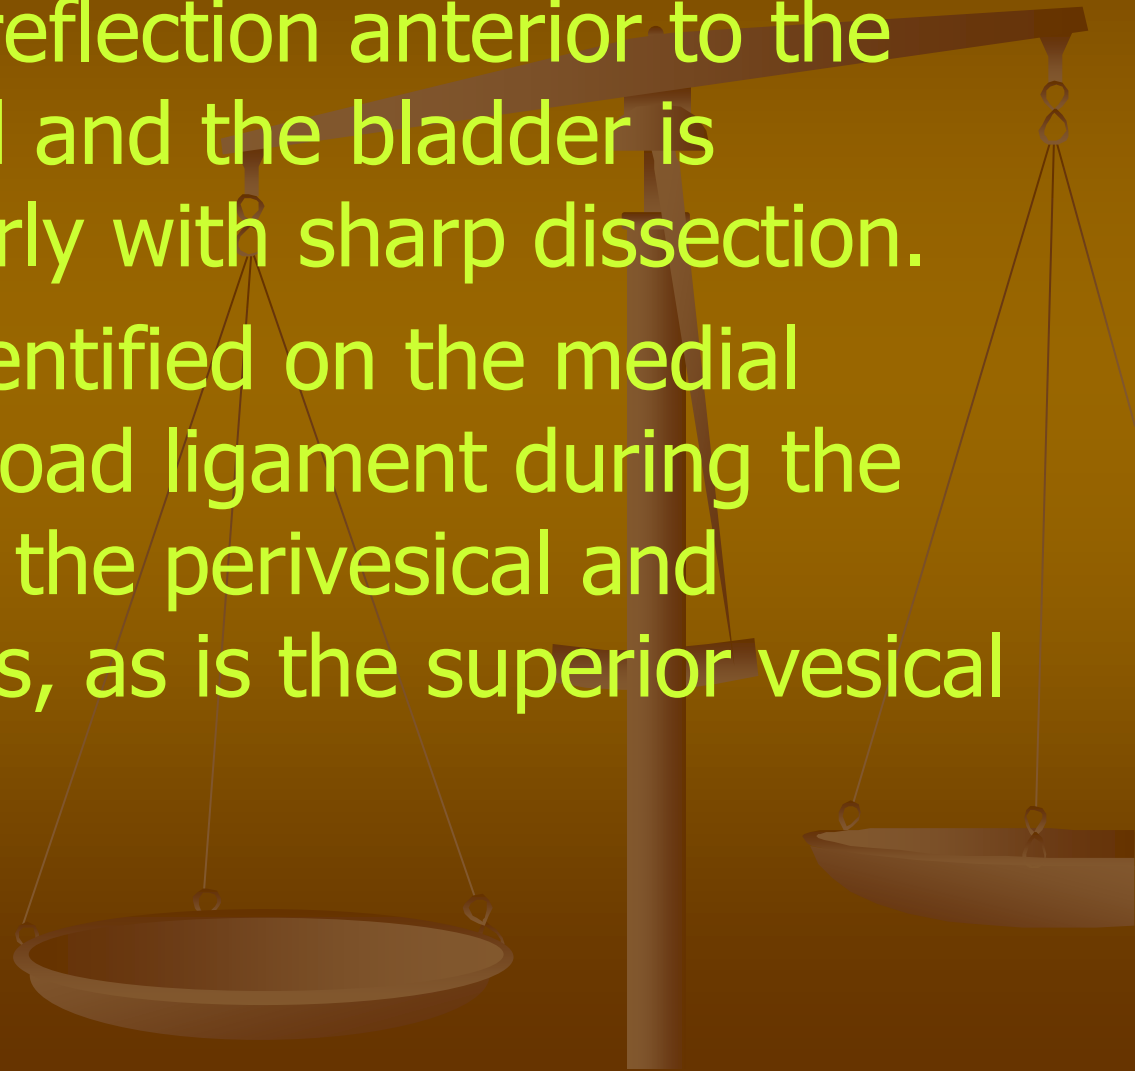 eflection anterior to the
and the bladder is
rly with sharp dissection.
entified on the medial
oad ligament during the
the perivesical and
s, as is the superior vesical